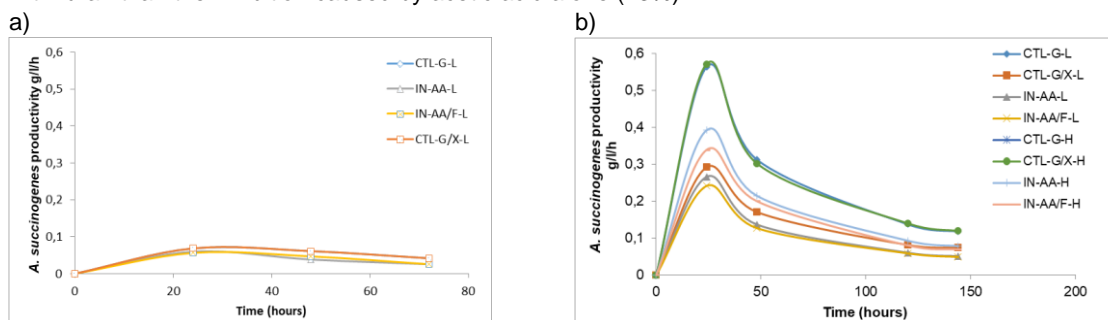 a)
0,6
0,5
0,4
0,3
0,2
0,1
0
A. succinogenes productivity g/l/h
CTL-G-L
IN-AA-L
IN-AA/F-L
CTL-G/X-L
0
20
40
60
80
Time (hours)
b)
0,6
0,5
0,4
0,3
0,2
0,1
0
A. succinogenes productivity
g/l/h
CTL-G-L
CTL-G/X-L
IN-AA-L
IN-AA/F-L
CTL-G-H
CTL-G/X-H
IN-AA-H
IN-AA/F-H
0
50
100
150
200
Time (hours)